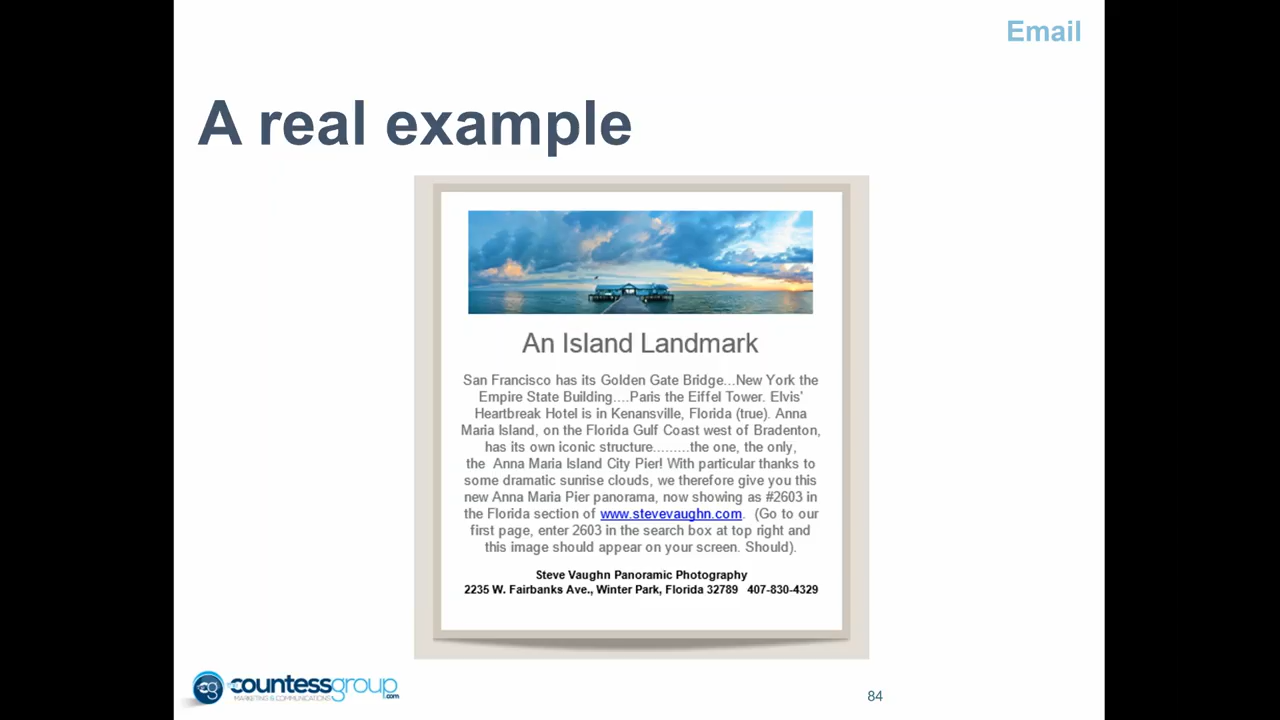 Email
A real example
An Island Landmark
San Francisco has its Golden Gate Bridge...New York the
Empire State Building....Paris the Eiffel Tower. Elvis'
Heartbreak Hotel is in Kenansville, Florida (true). Anna
Maria Island, on the Florida Gulf Coast west of Bradenton,
has its own iconic structure.........the one, the only,
the Anna Maria Island City Pier! With particular thanks to
some dramatic sunrise clouds, we therefore give you this
new Anna Maria Pier panorama, now showing as #2603 in
the Florida section of www.stevevaughn.com. (Go to our
first page, enter 2603 in the search box at top right and
this image should appear on your screen. Should).
Steve Vaughn Panoramic Photography
2235 W. Fairbanks Ave., Winter Park, Florida 32789 407-830-4329
cg countessgroup.com
MARKETING & COMMUNICATIONS
84